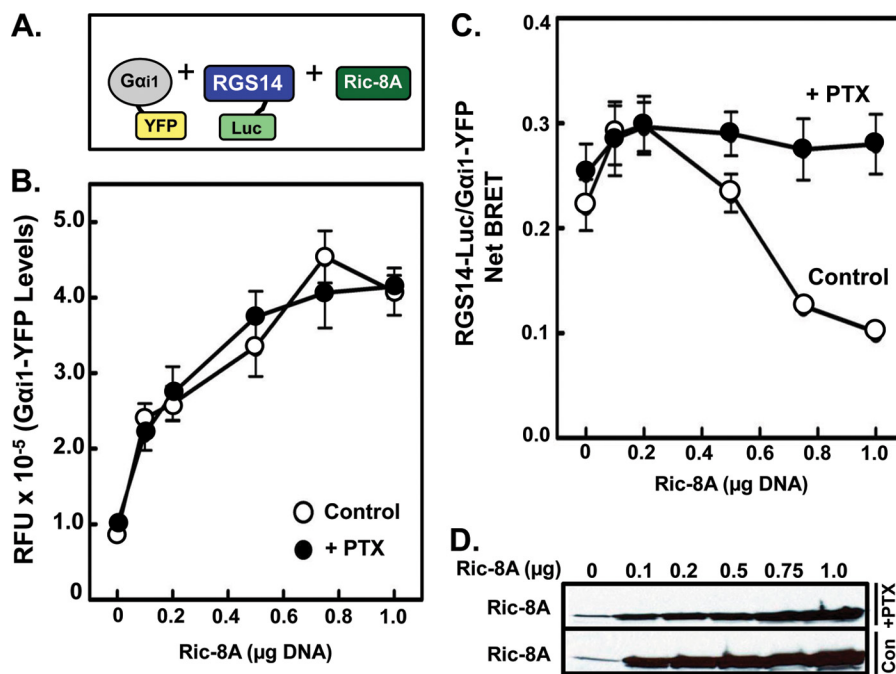 A.
Gαi1 + RGS14 + Ric-8A
YFP
Luc
B.
RFU x 10⁻⁵ (Gαi1-YFP Levels)
5.0
4.0
3.0
2.0
1.0
0
Control
+ PTX
0 0.2 0.4 0.6 0.8 1.0
Ric-8A (µg DNA)
C.
RGS14-Luc/Gαi1-YFP
Net BRET
0.4
0.3
0.2
0.1
0.0
+ PTX
Control
0 0.2 0.4 0.6 0.8 1.0
Ric-8A (µg DNA)
D.
Ric-8A (µg) 0 0.1 0.2 0.5 0.75 1.0
Ric-8A
+PTX
Ric-8A
Con